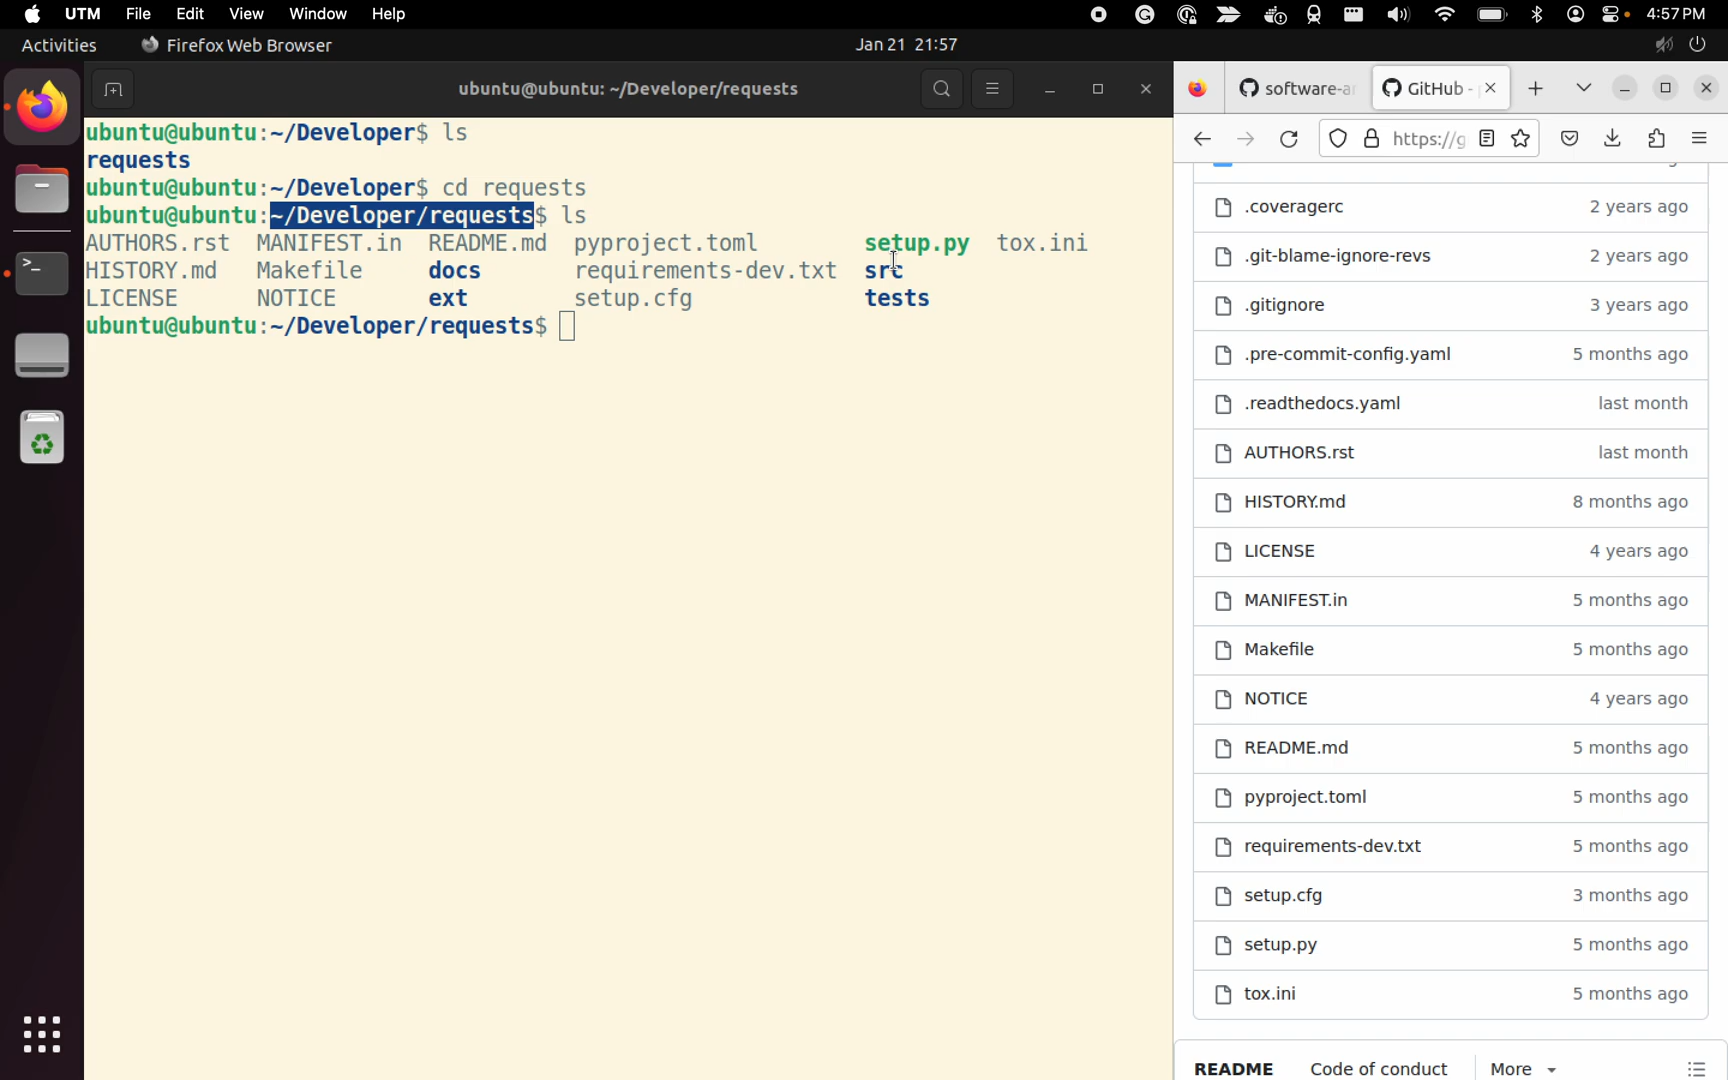 UTM File Edit View Window Help 4:57 PM
Activities Firefox Web Browser Jan 21 21:57
ubuntu@ubuntu: ~/Developer/requests
ubuntu@ubuntu:~/Developer$ ls
requests
ubuntu@ubuntu:~/Developer$ cd requests
ubuntu@ubuntu:~/Developer/requests$ ls
AUTHORS.rst MANIFEST.in README.md pyproject.toml setup.py tox.ini
HISTORY.md Makefile docs requirements-dev.txt src
LICENSE NOTICE ext setup.cfg tests
ubuntu@ubuntu:~/Developer/requests$
software-a GitHub -
https://g
.coveragerc 2 years ago
.git-blame-ignore-revs 2 years ago
.gitignore 3 years ago
.pre-commit-config.yaml 5 months ago
.readthedocs.yaml last month
AUTHORS.rst last month
HISTORY.md 8 months ago
LICENSE 4 years ago
MANIFEST.in 5 months ago
Makefile 5 months ago
NOTICE 4 years ago
README.md 5 months ago
pyproject.toml 5 months ago
requirements-dev.txt 5 months ago
setup.cfg 3 months ago
setup.py 5 months ago
tox.ini 5 months ago
README Code of conduct More